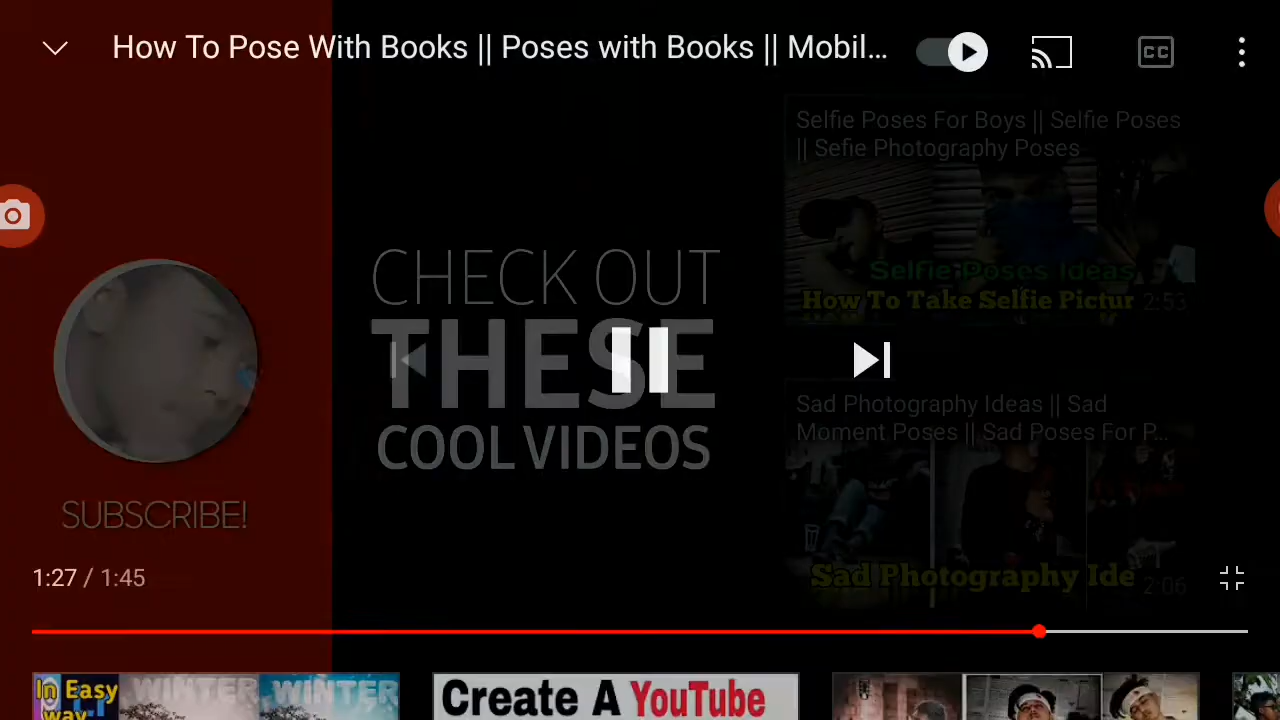 How To Pose With Books || Poses with Books || Mobil...
CC
Selfie Poses For Boys || Selfie Poses
|| Sefie Photography Poses
Selfie Poses Ideas
How To Take Selfie Pictur
2:53
CHECK OUT
THESE
COOL VIDEOS
Sad Photography Ideas || Sad
Moment Poses || Sad Poses For P...
Sad Photography Ide
2:06
SUBSCRIBE!
1:27 / 1:45
In Easy
way
WINTER
WINTER
Create A YouTube